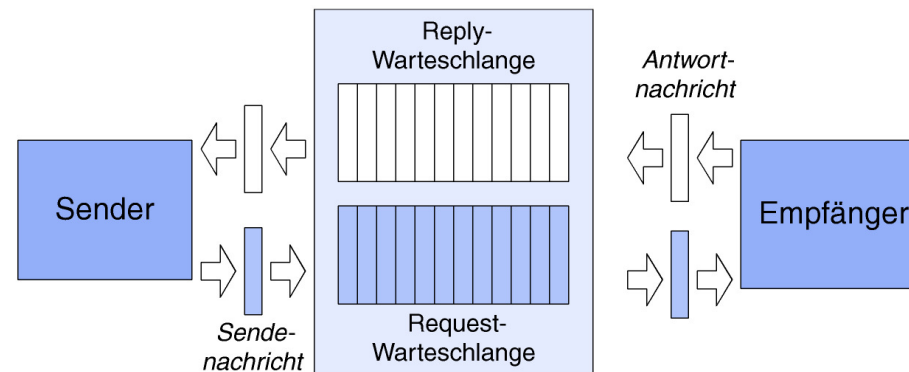 Reply-
Warteschlange
Antwort-
nachricht
Sender
Empfänger
Sende-
nachricht
Request-
Warteschlange